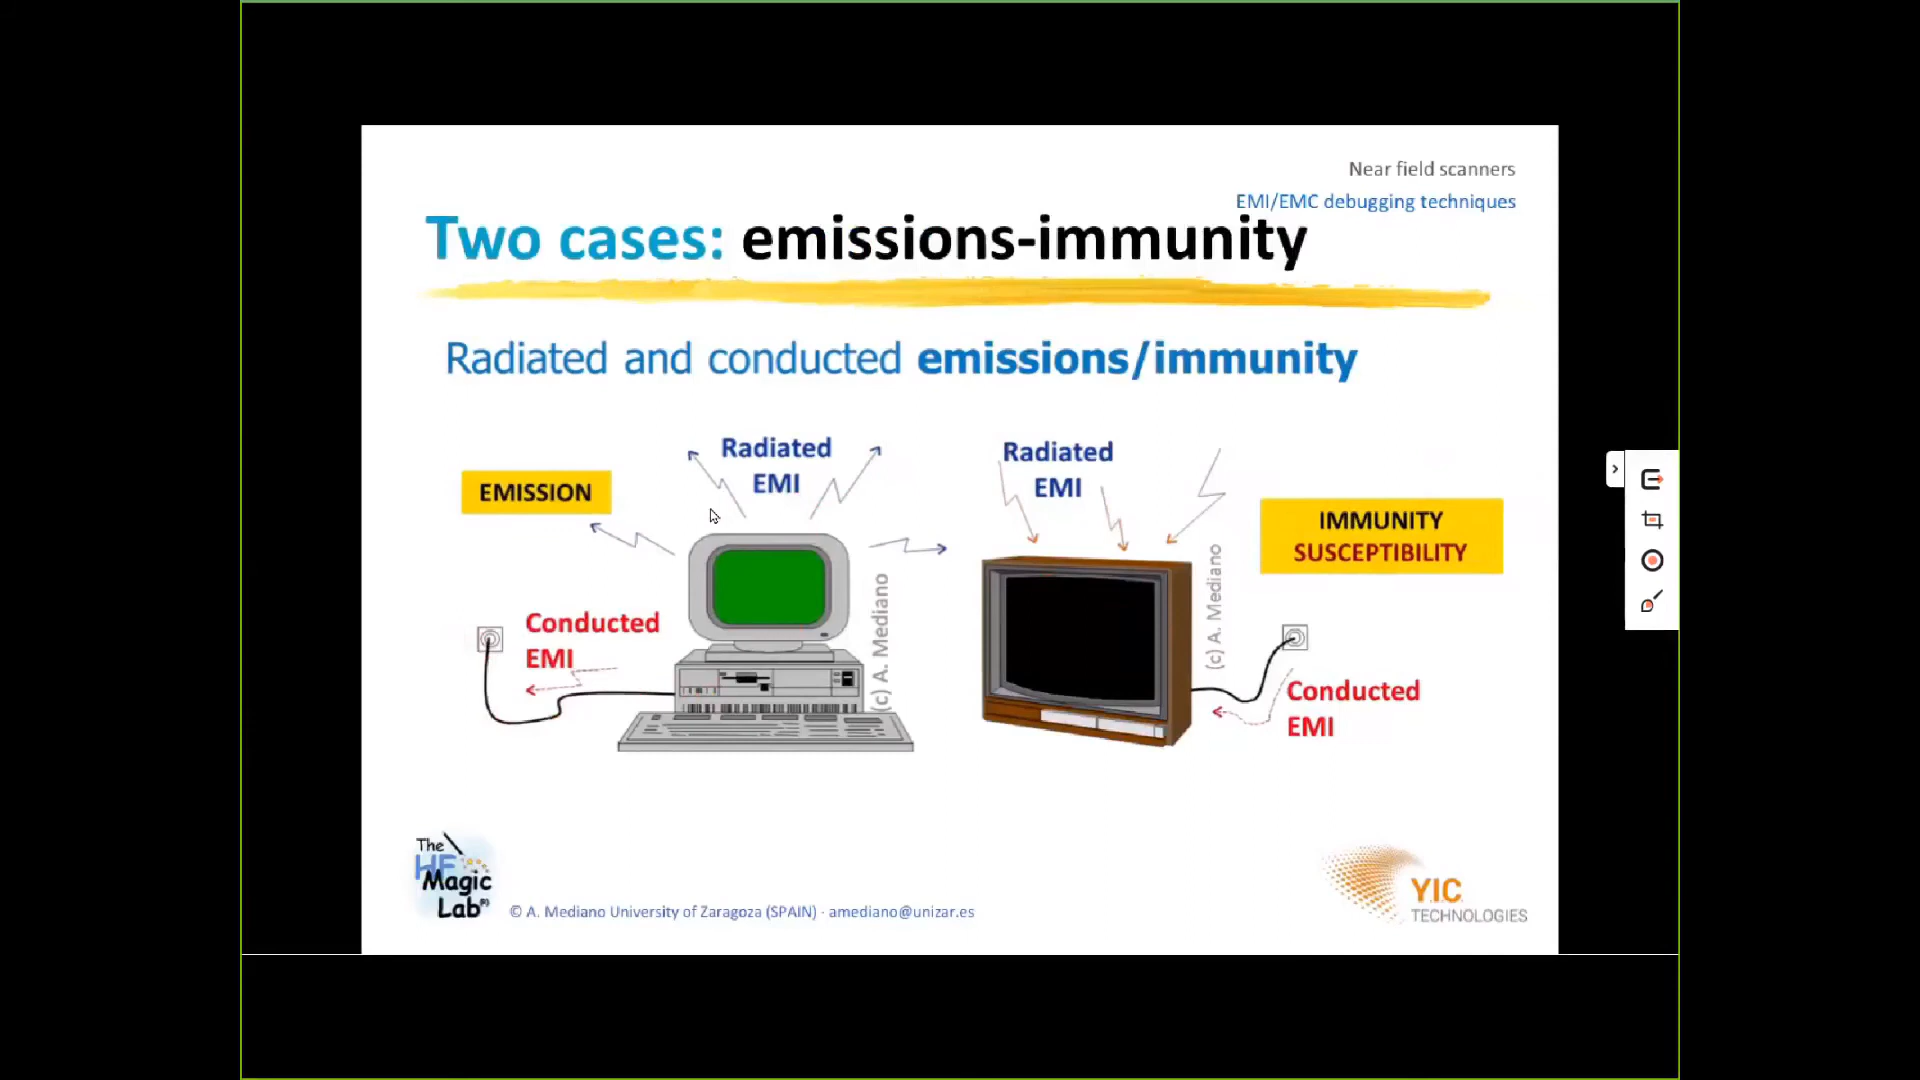 Near field scanners
EMI/EMC debugging techniques
Two cases: emissions-immunity
Radiated and conducted emissions/immunity
EMISSION
Radiated
EMI
Conducted
EMI
(c) A. Mediano
Radiated
EMI
IMMUNITY
SUSCEPTIBILITY
(c) A. Mediano
Conducted
EMI
The
HF
Magic
Lab®
© A. Mediano University of Zaragoza (SPAIN) · amediano@unizar.es
Y.I.C.
TECHNOLOGIES